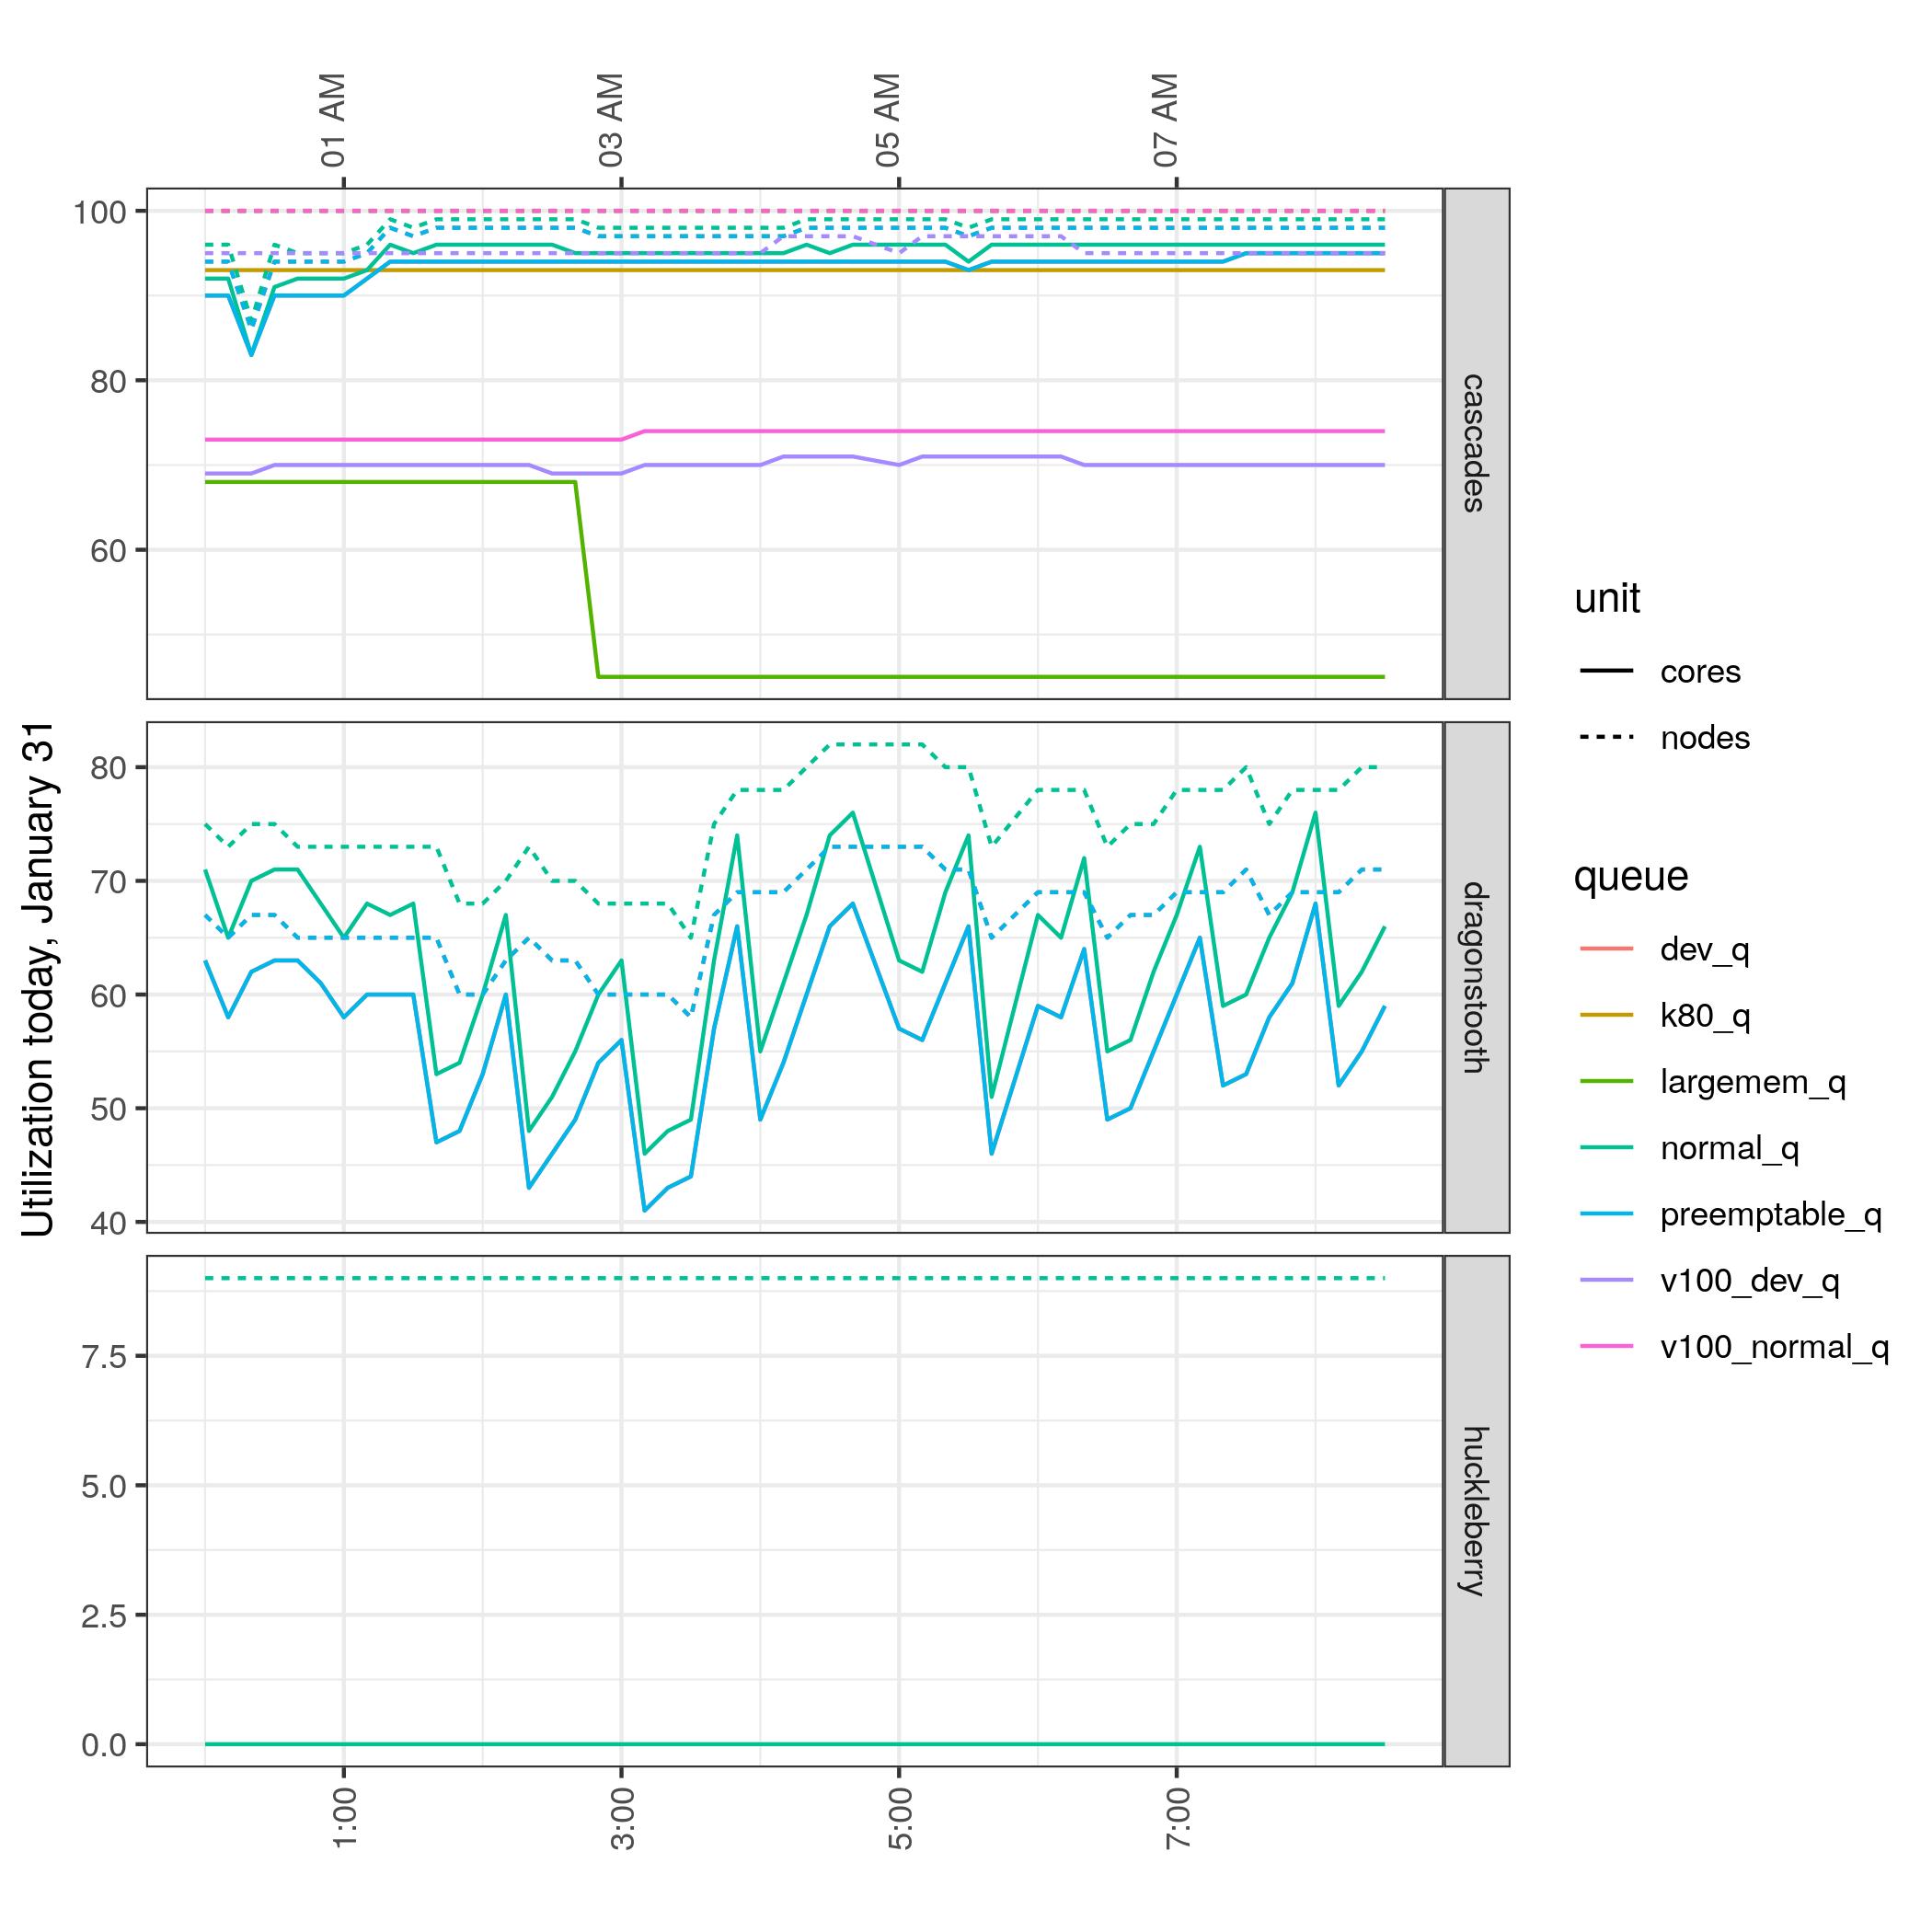 01 AM
03 AM
05 AM
07 AM
Utilization today, January 31
100
80
60
cascades
80
70
60
50
40
dragonstooth
7.5
5.0
2.5
0.0
huckleberry
1:00
3:00
5:00
7:00
unit
cores
nodes
queue
dev_q
k80_q
largemem_q
normal_q
preemptable_q
v100_dev_q
v100_normal_q